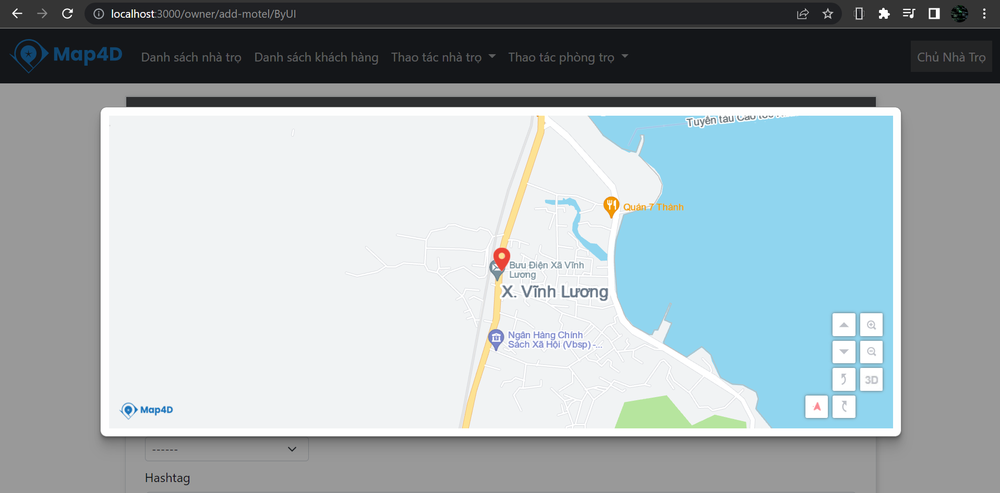 localhost:3000/owner/add-motel/ByUI
Map4D
Danh sách nhà trọ
Danh sách khách hàng
Thao tác nhà trọ
Thao tác phòng trọ
Chủ Nhà Trọ
Tuyến tàu Cao tốc
Quán 7 Thành
Bưu Điện Xã Vĩnh
Lương
X. Vĩnh Lương
Ngân Hàng Chính
Sách Xã Hội (Vbsp) -...
3D
Map4D
------
Hashtag